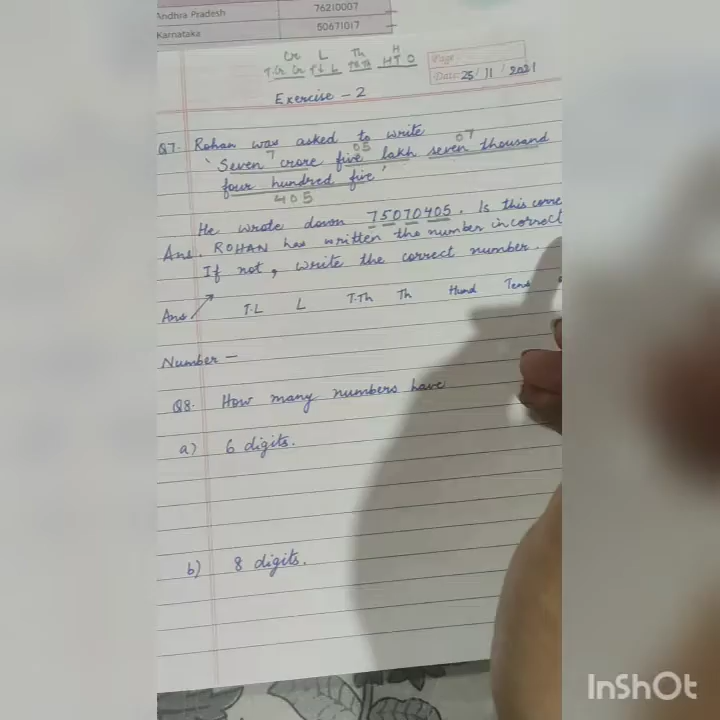 Andhra Pradesh 76210007
Karnataka 50671017
Cr L Th H
T.Cr Cr T.L L T.Th Th H T O
Page
Date: 25/11/2021
Exercise - 2
Q7. Rohan was asked to write
7 05 07
'Seven crore five lakh seven thousand
four hundred five'
405
He wrote down 75070405. Is this corre
Ans. ROHAN has written the number incorrect
If not, write the correct number.
Ans T.L L T.Th Th Hund Tens
Number -
Q8. How many numbers have
a) 6 digits.
b) 8 digits.
InShOt